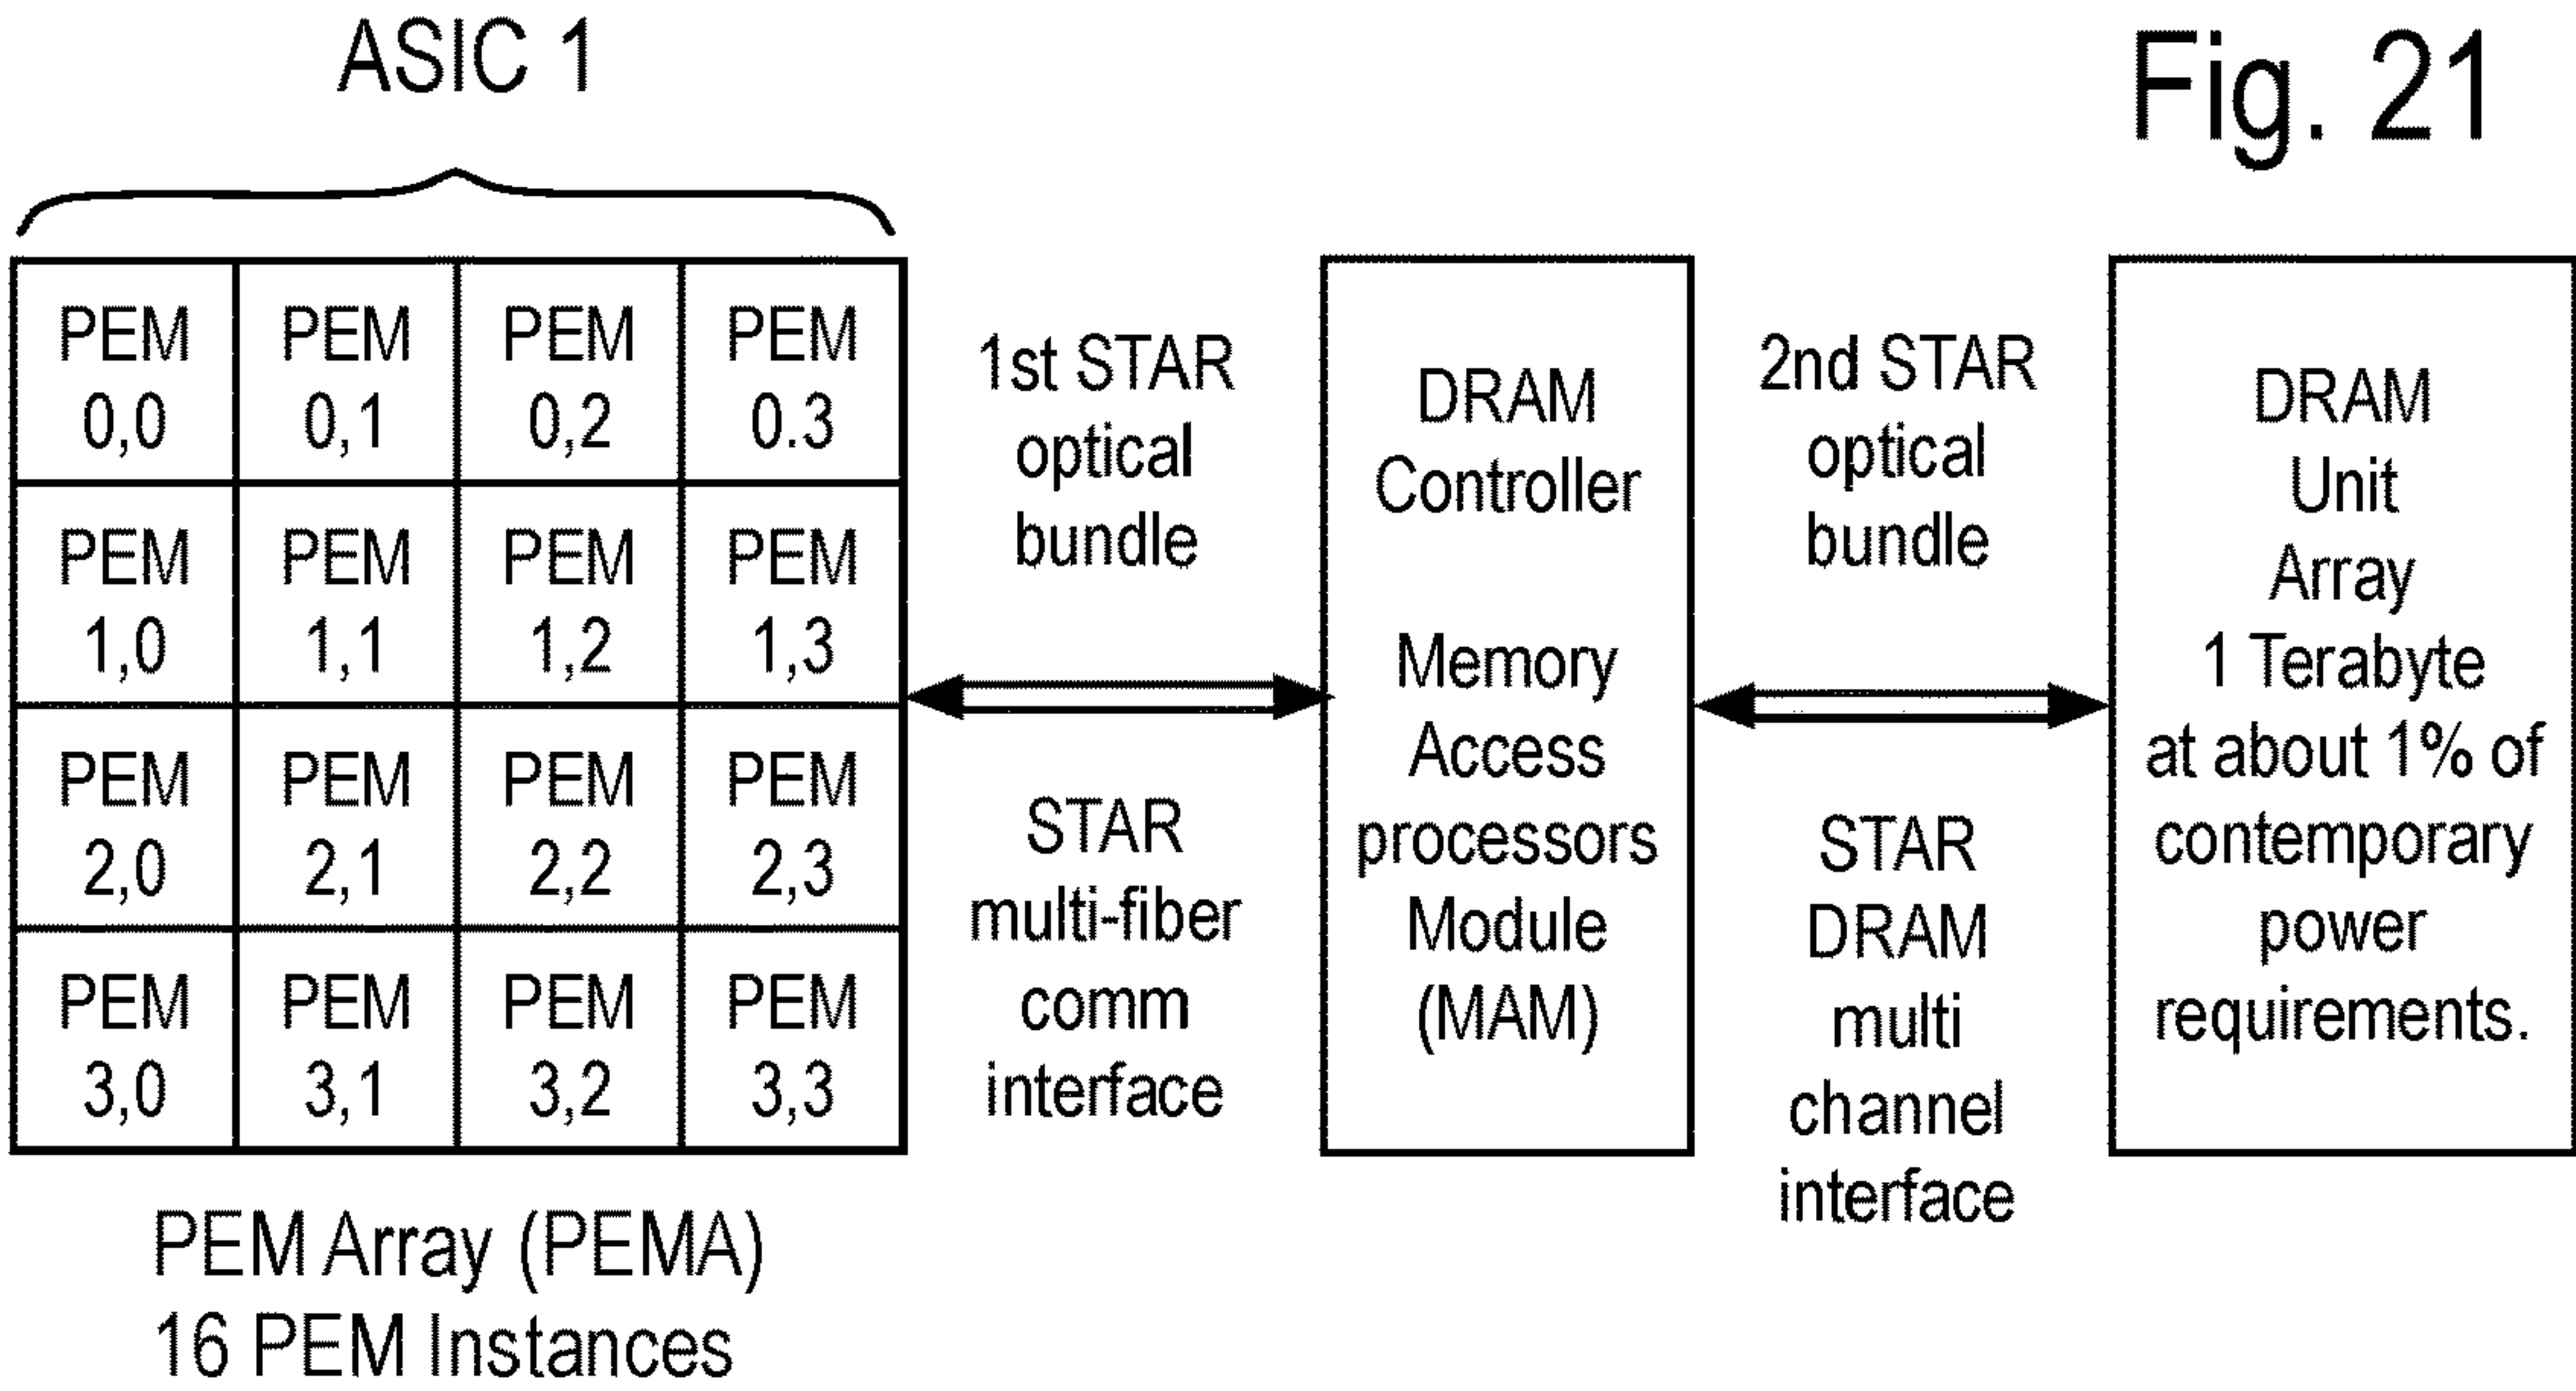 ASIC 1
Fig. 21
PEM
0,0
PEM
0,1
PEM
0,2
PEM
0.3
PEM
1,0
PEM
1,1
PEM
1,2
PEM
1,3
PEM
2,0
PEM
2,1
PEM
2,2
PEM
2,3
PEM
3,0
PEM
3,1
PEM
3,2
PEM
3,3
PEM Array (PEMA)
16 PEM Instances
1st STAR
optical
bundle
STAR
multi-fiber
comm
interface
DRAM
Controller
Memory
Access
processors
Module
(MAM)
2nd STAR
optical
bundle
STAR
DRAM
multi
channel
interface
DRAM
Unit
Array
1 Terabyte
at about 1% of
contemporary
power
requirements.